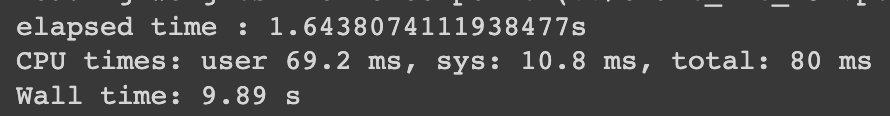 elapsed time : 1.6438074111938477s
CPU times: user 69.2 ms, sys: 10.8 ms, total: 80 ms
Wall time: 9.89 s